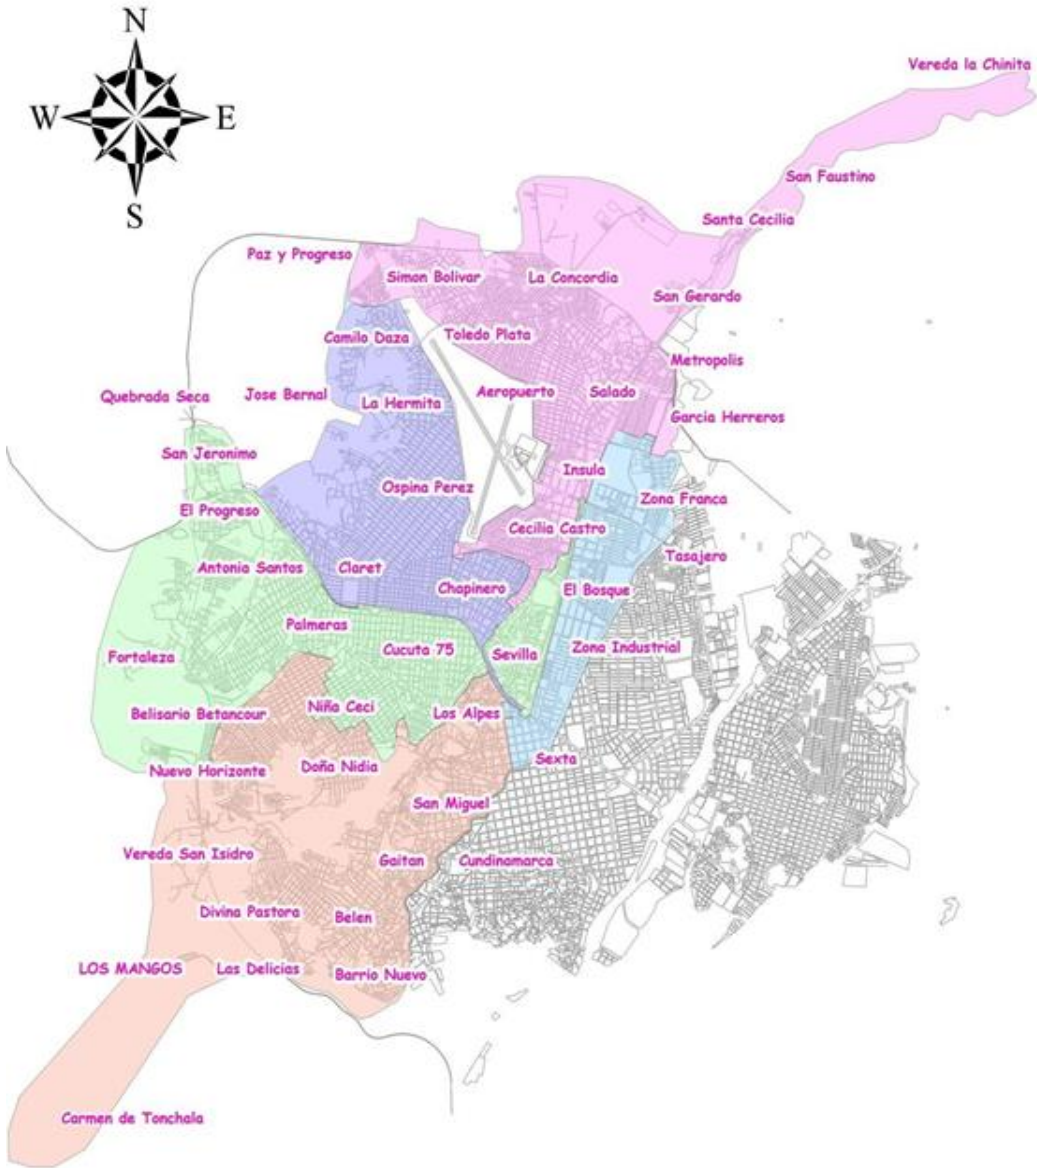 N
Vereda la Chinita
W
E
San Faustino
S
Santa Cecilia
Paz y Progreso
Simon Bolivar
La Concordia
San Gerardo
Camilo Daza
Toledo Plata
Metropolis
Quebrada Seca
Jose Bernal
La Hermita
Aeropuerto
Salado
Garcia Herreros
San Jeronimo
Insula
Ospina Perez
Zona Franca
El Progreso
Cecilia Castro
Tasajero
Antonia Santos
Claret
Chapinero
El Bosque
Palmeras
Cucuta 75
Sevilla
Zona Industrial
Fortaleza
Belisario Betancour
Niña Ceci
Los Alpes
Nuevo Horizonte
Doña Nidia
Sexta
San Miguel
Vereda San Isidro
Gaitan
Cundinamarca
Divina Pastora
Belen
LOS MANGOS
Las Delicias
Barrio Nuevo
Carmen de Tonchala